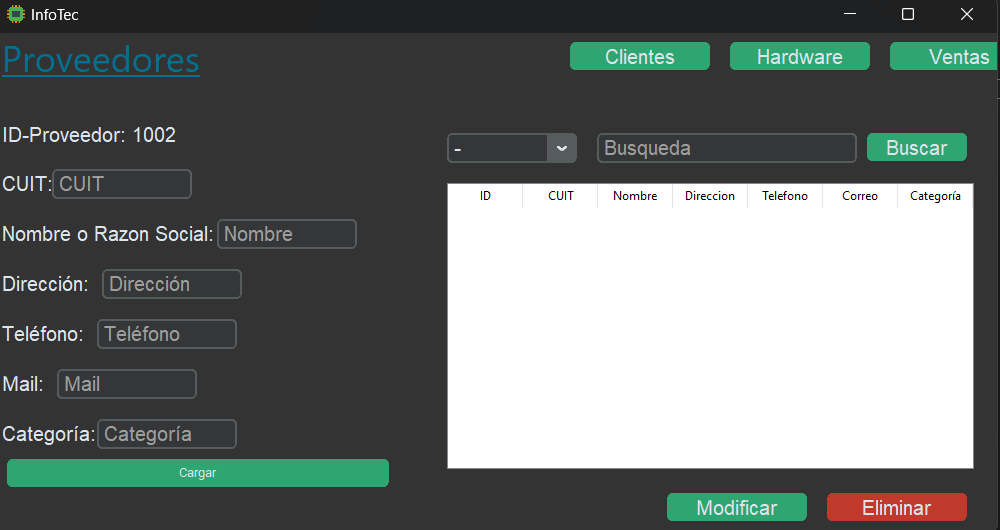 InfoTec
Proveedores
Clientes
Hardware
Ventas
ID-Proveedor: 1002
CUIT: CUIT
Nombre o Razon Social: Nombre
Dirección: Dirección
Teléfono: Teléfono
Mail: Mail
Categoría: Categoría
Cargar
- Busqueda Buscar
ID CUIT Nombre Direccion Telefono Correo Categoría
Modificar Eliminar